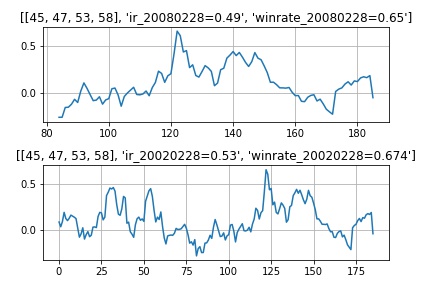 [[45, 47, 53, 58], 'ir_20080228=0.49', 'winrate_20080228=0.65']
0.5
0.0
80 100 120 140 160 180
[[45, 47, 53, 58], 'ir_20020228=0.53', 'winrate_20020228=0.674']
0.5
0.0
0 25 50 75 100 125 150 175